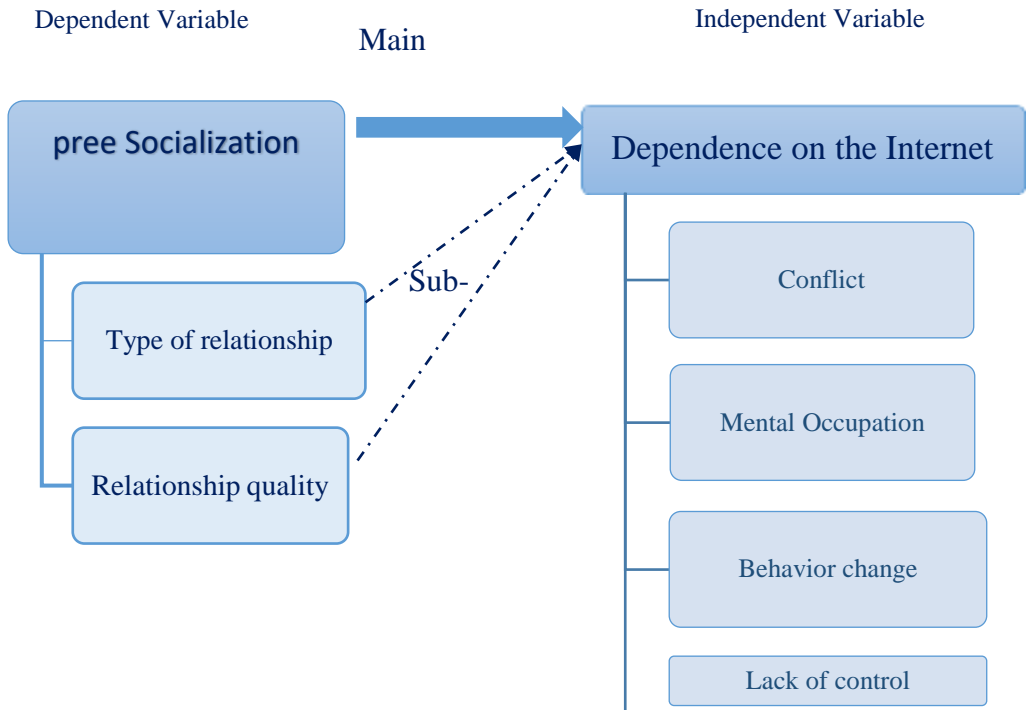 Dependent Variable
Main
Independent Variable
pree Socialization
Dependence on the Internet
Sub-
Type of relationship
Relationship quality
Conflict
Mental Occupation
Behavior change
Lack of control